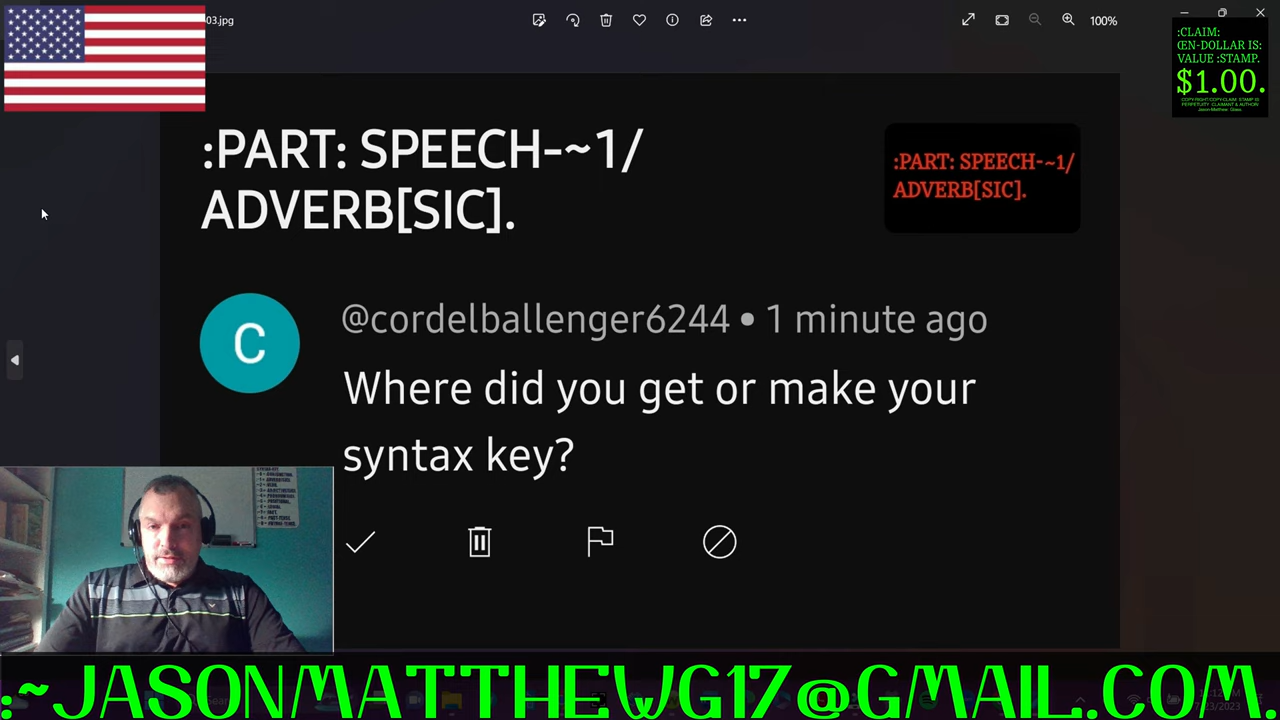 03.jpg
100%
:CLAIM:
ŒN-DOLLAR IS:
VALUE :STAMP.
$1.00.
:PART: SPEECH-~1/
ADVERB[SIC].
:PART: SPEECH-~1/
ADVERB[SIC].
@cordelballenger6244 • 1 minute ago
Where did you get or make your
syntax key?
C
:~JASONMATTHEWG17@GMAIL.COM.